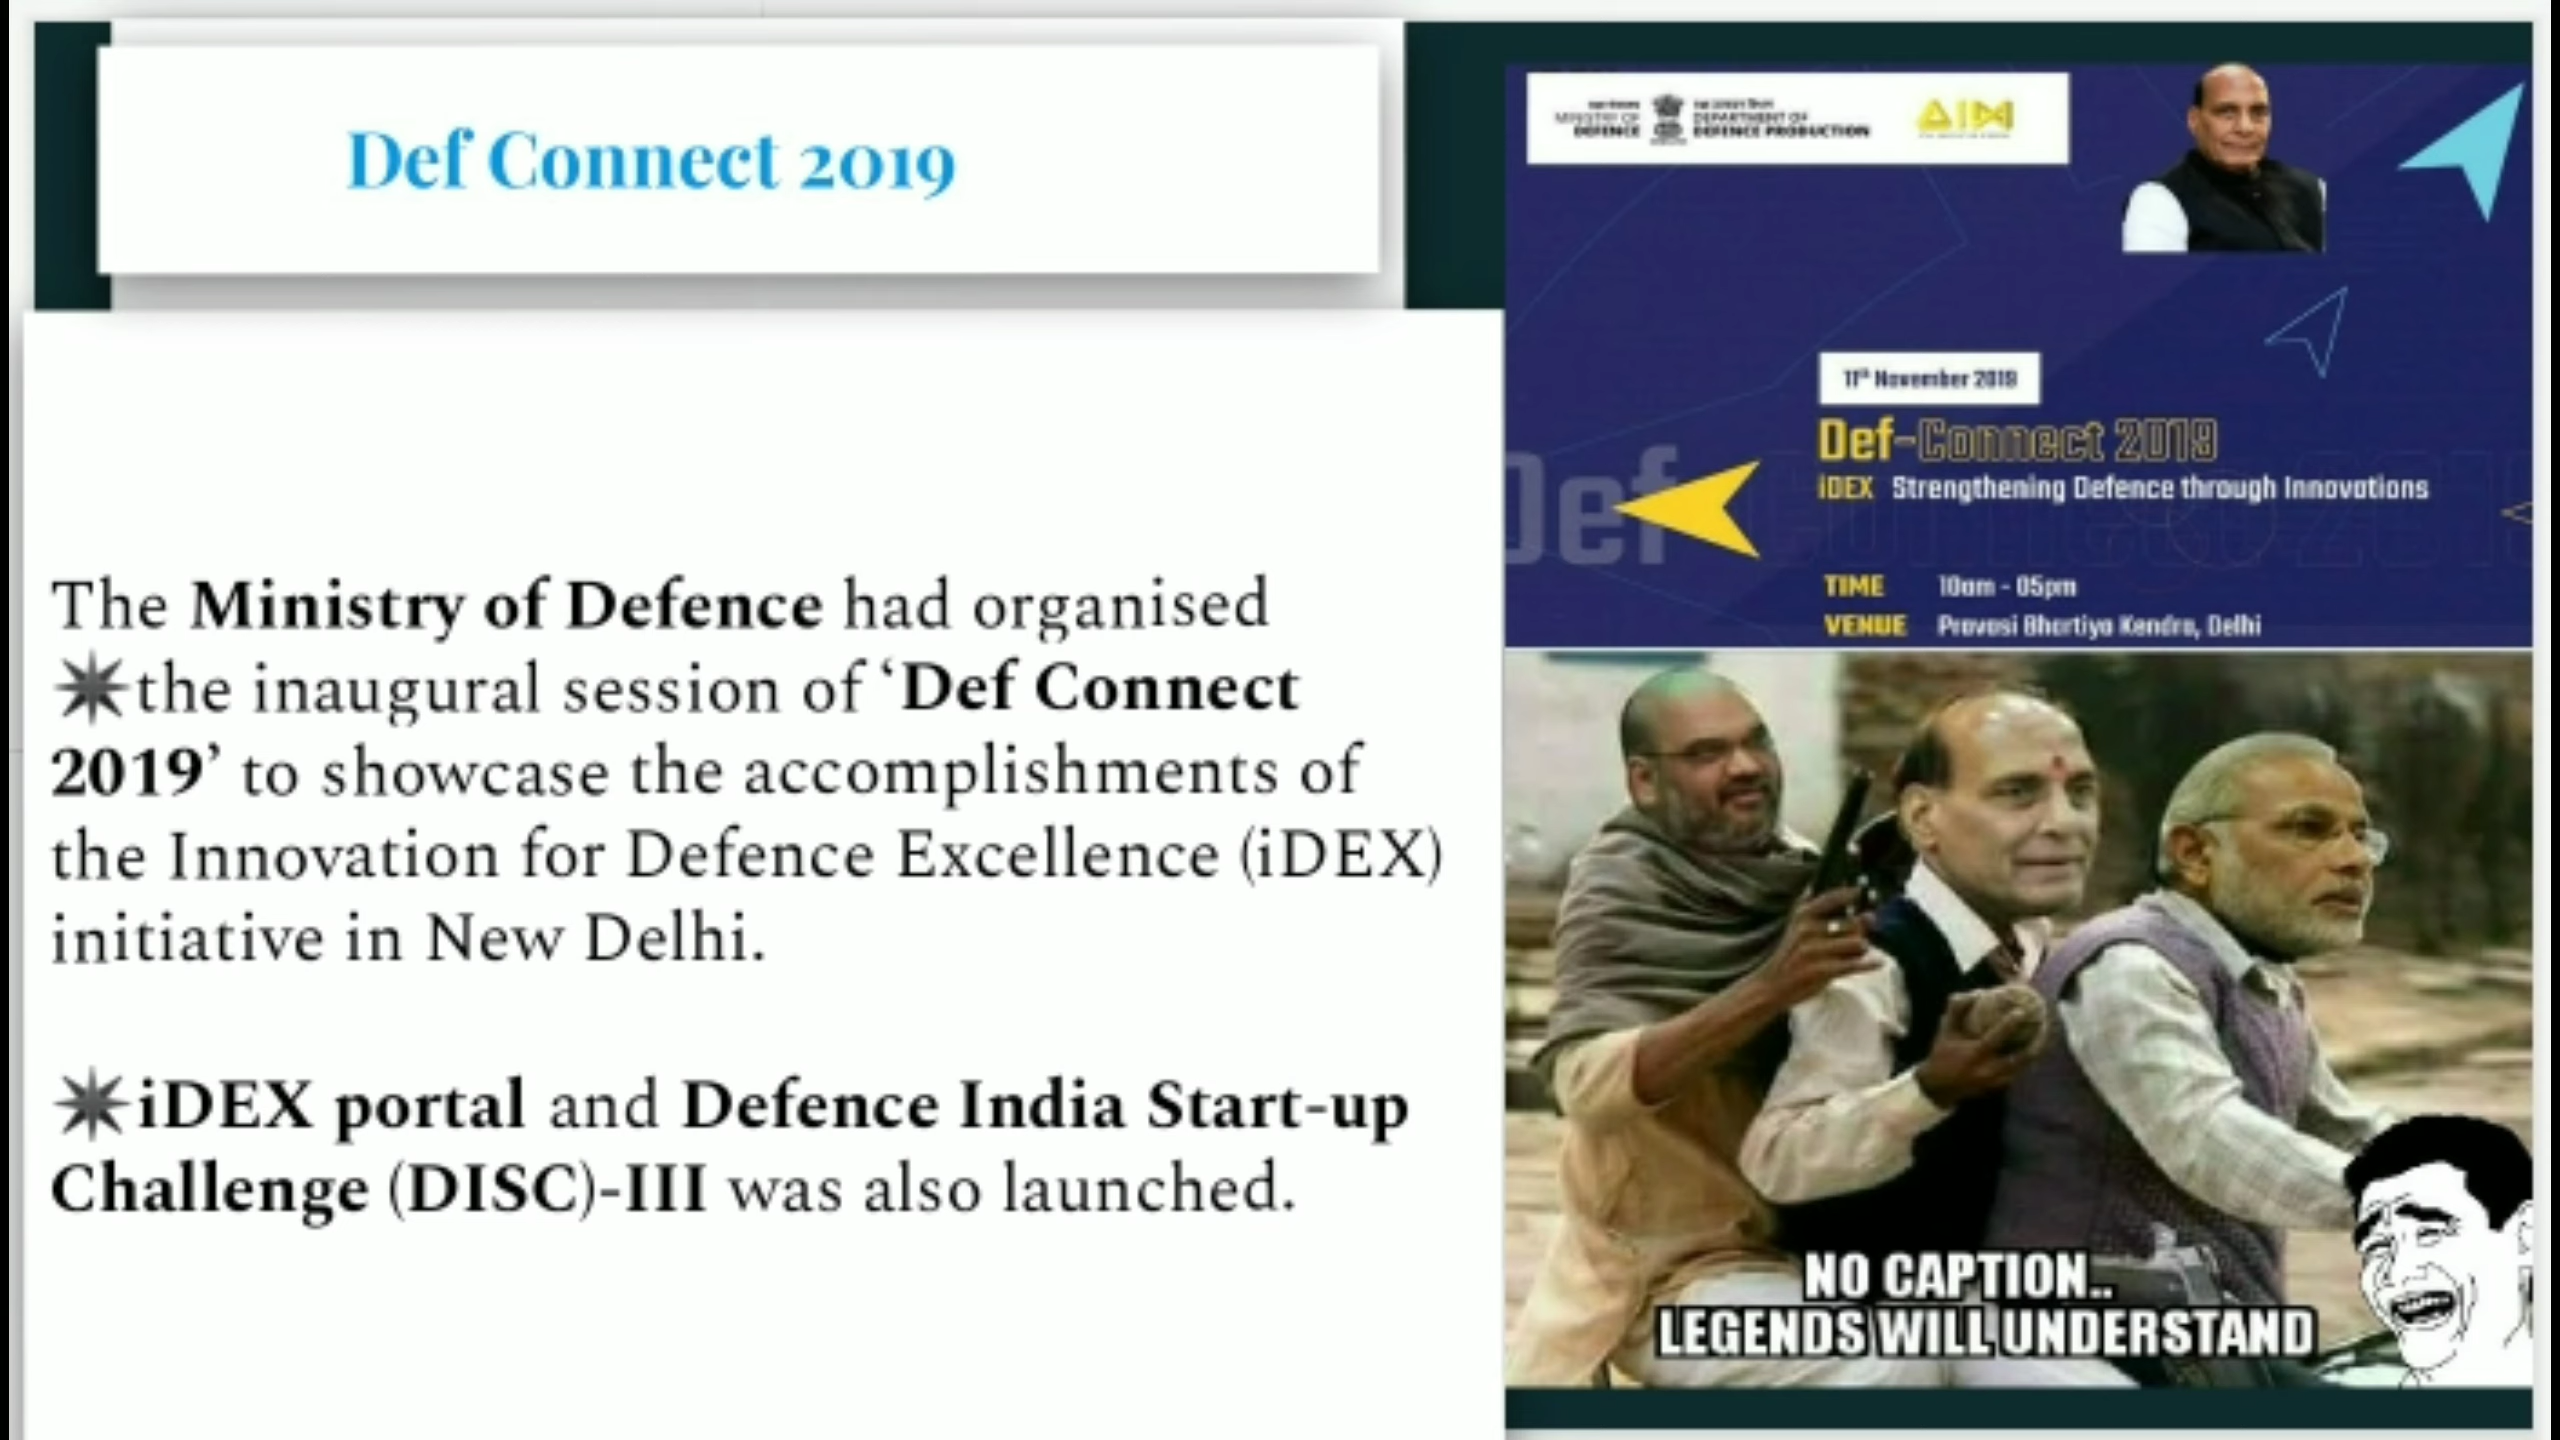 Def Connect 2019
The Ministry of Defence had organised
the inaugural session of ‘Def Connect
2019’ to showcase the accomplishments of
the Innovation for Defence Excellence (iDEX)
initiative in New Delhi.
iDEX portal and Defence India Start-up
Challenge (DISC)-III was also launched.
MINISTRY OF
DEFENCE
DEPARTMENT OF
DEFENCE PRODUCTION
AIM
11th November 2019
Def-Connect 2019
iDEX Strengthening Defence through Innovations
Def
TIME 10am - 05pm
VENUE Pravasi Bhartiya Kendra, Delhi
NO CAPTION..
LEGENDS WILL UNDERSTAND